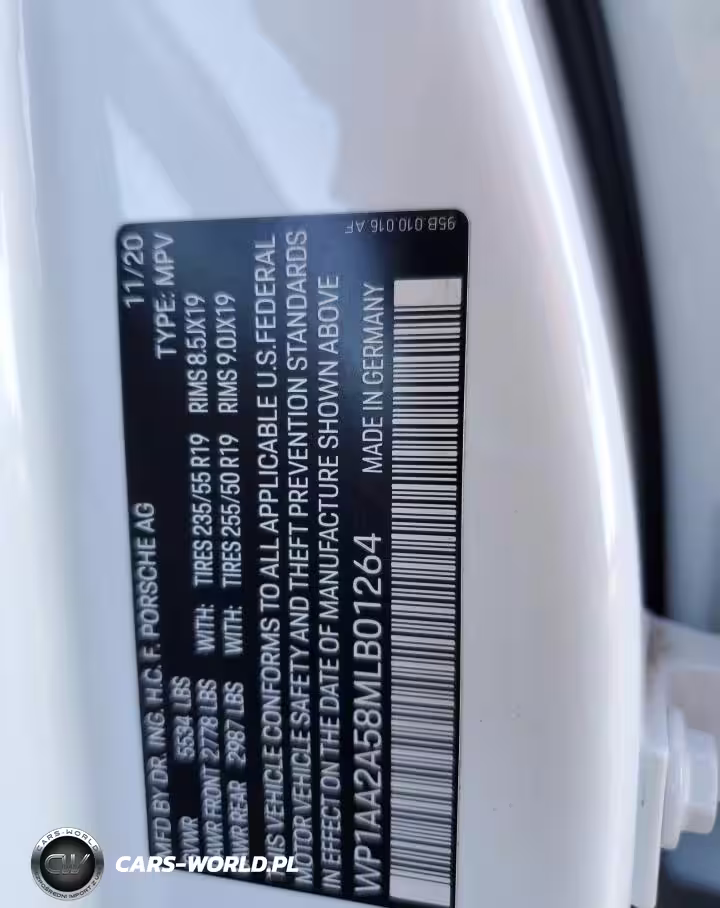 11/20
MFD BY DR. ING. H.C. F. PORSCHE AG TYPE: MPV
GVWR 5534 LBS
GAWR FRONT 2778 LBS WITH: TIRES 235/55 R19 RIMS 8.5JX19
GAWR REAR 2987 LBS WITH: TIRES 255/50 R19 RIMS 9.0JX19
THIS VEHICLE CONFORMS TO ALL APPLICABLE U.S. FEDERAL
MOTOR VEHICLE SAFETY AND THEFT PREVENTION STANDARDS
IN EFFECT ON THE DATE OF MANUFACTURE SHOWN ABOVE
WP1AA2A58MLB01264 MADE IN GERMANY
95B.010.016.AF
CARS-WORLD
CW
CARS-WORLD.PL